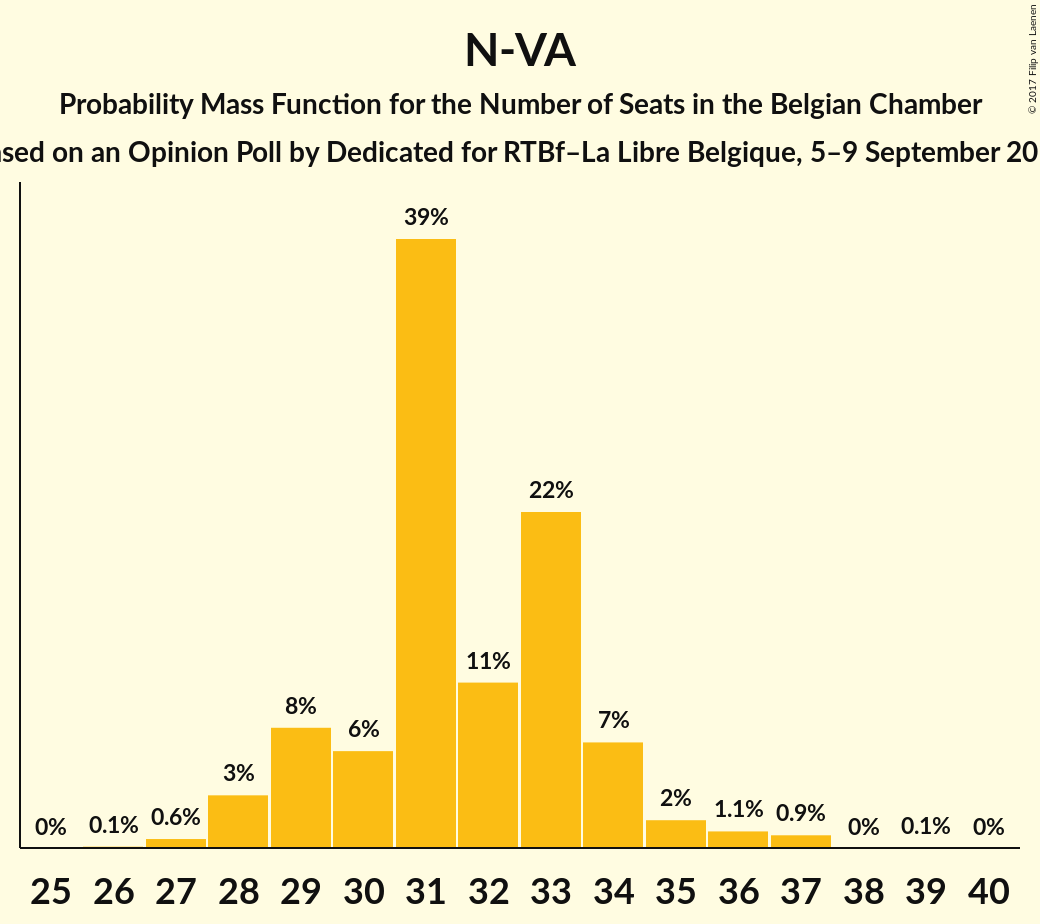 N-VA
Probability Mass Function for the Number of Seats in the Belgian Chamber
on an Opinion Poll by Dedicated for RTBf–La Libre Belgique, 5–9 September
© 2017 Filip van Laenen
39%
22%
11%
8%
7%
6%
3%
2%
1.1%
0.9%
0.6%
0% 0.1% 0% 0.1% 0%
25 26 27 28 29 30 31 32 33 34 35 36 37 38 39 40